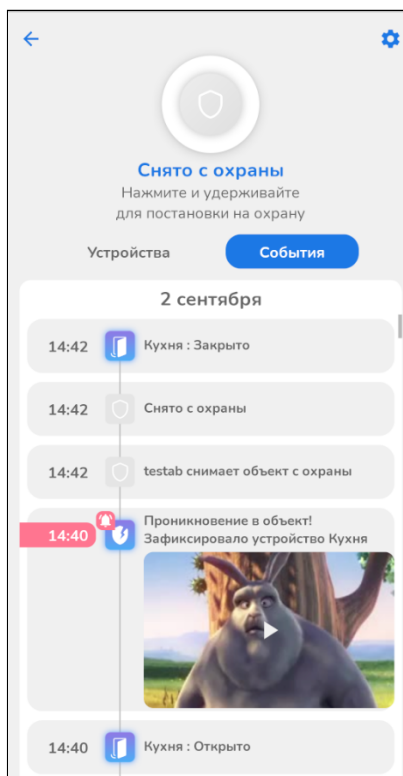 Снято с охраны
Нажмите и удерживайте
для постановки на охрану
Устройства
События
2 сентября
14:42
Кухня : Закрыто
14:42
Снято с охраны
14:42
testab снимает объект с охраны
14:40
Проникновение в объект!
Зафиксировало устройство Кухня
14:40
Кухня : Открыто